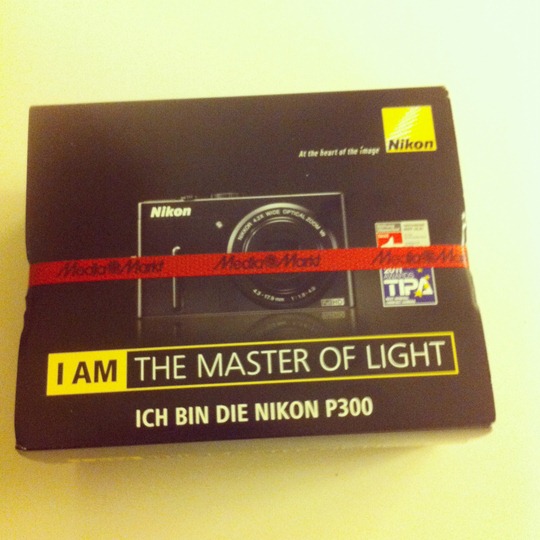 Nikon
At the heart of the image
Nikon
NIKKOR 4.2X WIDE OPTICAL ZOOM VR
Media Markt Media Markt Media M
2011
TIPA
4.3-17.9mm 1:1.8-4.9
I AM THE MASTER OF LIGHT
ICH BIN DIE NIKON P300